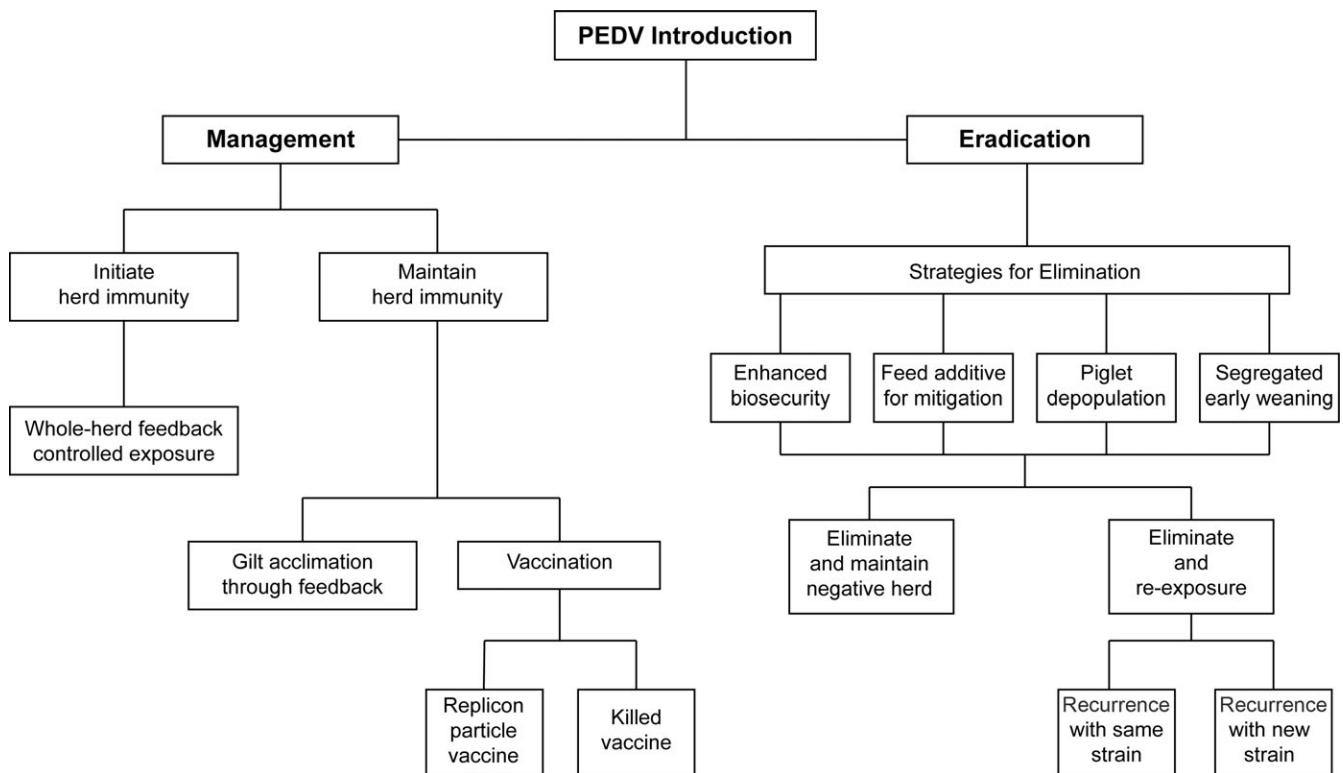 PEDV Introduction
Management
Eradication
Initiate
herd immunity
Maintain
herd immunity
Strategies for Elimination
Enhanced
biosecurity
Feed additive
for mitigation
Piglet
depopulation
Segregated
early weaning
Whole-herd feedback
controlled exposure
Gilt acclimation
through feedback
Vaccination
Eliminate
and maintain
negative herd
Eliminate
and
re-exposure
Replicon
particle
vaccine
Killed
vaccine
Recurrence
with same
strain
Recurrence
with new
strain